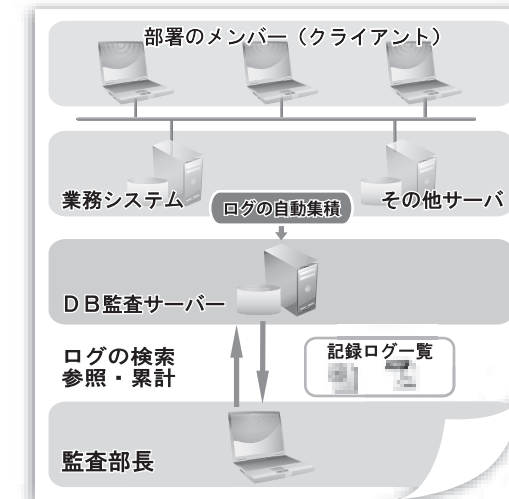 部署のメンバー（クライアント）
業務システム
その他サーバ
ログの自動集積
ＤＢ監査サーバー
ログの検索
参照・累計
記録ログ一覧
監査部長